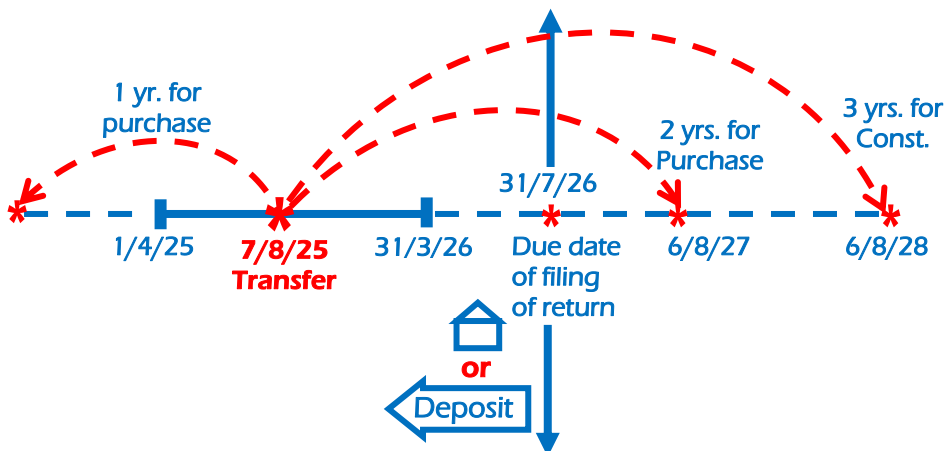 1 yr. for
purchase
2 yrs. for
Purchase
3 yrs. for
Const.
31/7/26
1/4/25
7/8/25
Transfer
31/3/26
Due date
of filing
of return
6/8/27
6/8/28
or
Deposit